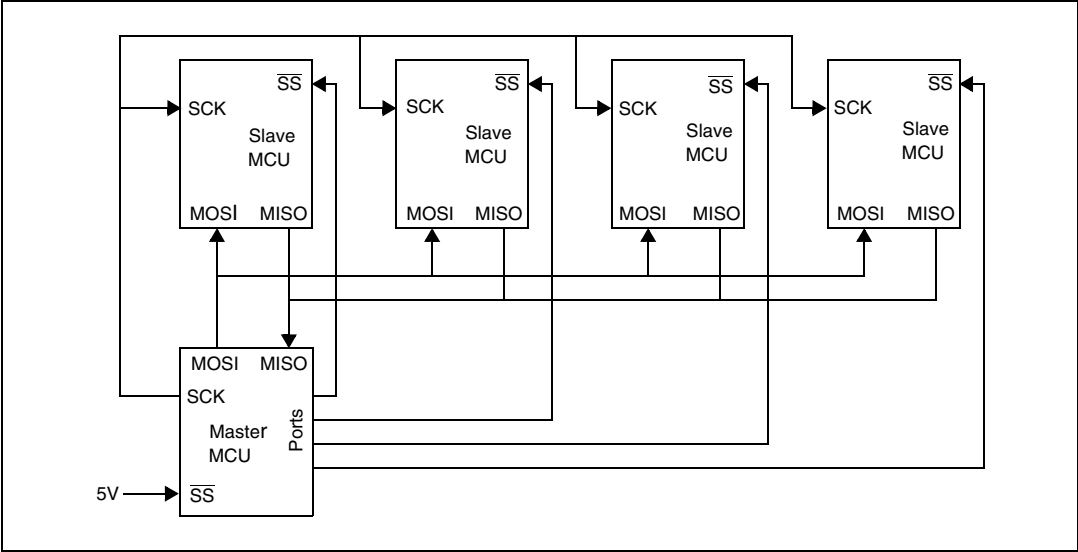 SS SS SS SS
SCK SCK SCK SCK
Slave Slave Slave Slave
MCU MCU MCU MCU
MOSI MISO MOSI MISO MOSI MISO MOSI MISO
MOSI MISO
SCK
Ports
Master
MCU
5V SS